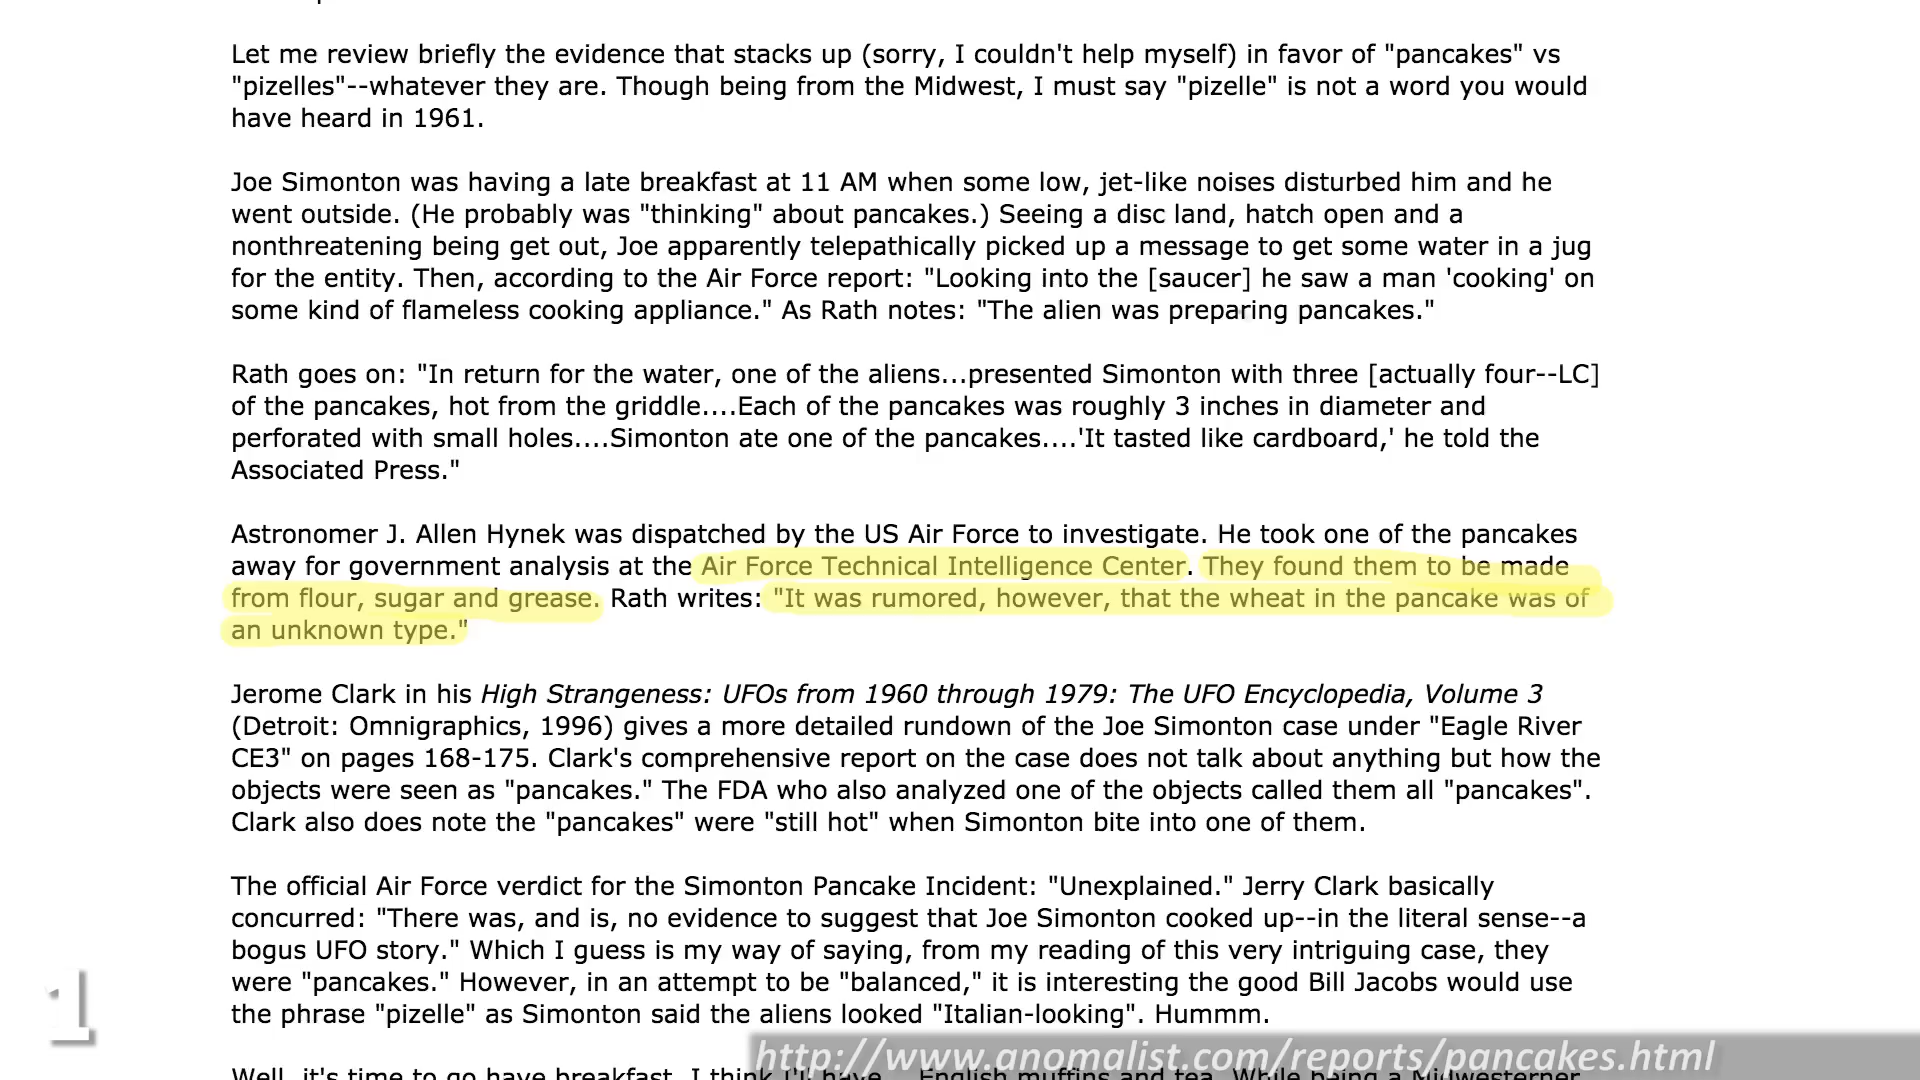 Let me review briefly the evidence that stacks up (sorry, I couldn't help myself) in favor of "pancakes" vs
"pizelles"--whatever they are. Though being from the Midwest, I must say "pizelle" is not a word you would
have heard in 1961.
Joe Simonton was having a late breakfast at 11 AM when some low, jet-like noises disturbed him and he
went outside. (He probably was "thinking" about pancakes.) Seeing a disc land, hatch open and a
nonthreatening being get out, Joe apparently telepathically picked up a message to get some water in a jug
for the entity. Then, according to the Air Force report: "Looking into the [saucer] he saw a man 'cooking' on
some kind of flameless cooking appliance." As Rath notes: "The alien was preparing pancakes."
Rath goes on: "In return for the water, one of the aliens...presented Simonton with three [actually four--LC]
of the pancakes, hot from the griddle....Each of the pancakes was roughly 3 inches in diameter and
perforated with small holes....Simonton ate one of the pancakes....'It tasted like cardboard,' he told the
Associated Press."
Astronomer J. Allen Hynek was dispatched by the US Air Force to investigate. He took one of the pancakes
away for government analysis at the Air Force Technical Intelligence Center. They found them to be made
from flour, sugar and grease. Rath writes: "It was rumored, however, that the wheat in the pancake was of
an unknown type."
Jerome Clark in his High Strangeness: UFOs from 1960 through 1979: The UFO Encyclopedia, Volume 3
(Detroit: Omnigraphics, 1996) gives a more detailed rundown of the Joe Simonton case under "Eagle River
CE3" on pages 168-175. Clark's comprehensive report on the case does not talk about anything but how the
objects were seen as "pancakes." The FDA who also analyzed one of the objects called them all "pancakes".
Clark also does note the "pancakes" were "still hot" when Simonton bite into one of them.
The official Air Force verdict for the Simonton Pancake Incident: "Unexplained." Jerry Clark basically
concurred: "There was, and is, no evidence to suggest that Joe Simonton cooked up--in the literal sense--a
bogus UFO story." Which I guess is my way of saying, from my reading of this very intriguing case, they
were "pancakes." However, in an attempt to be "balanced," it is interesting the good Bill Jacobs would use
the phrase "pizelle" as Simonton said the aliens looked "Italian-looking". Hummm.
1
http://www.anomalist.com/reports/pancakes.html
Well, it's time to go have breakfast. I think I'll have... English muffins and tea. While being a Midwesterner